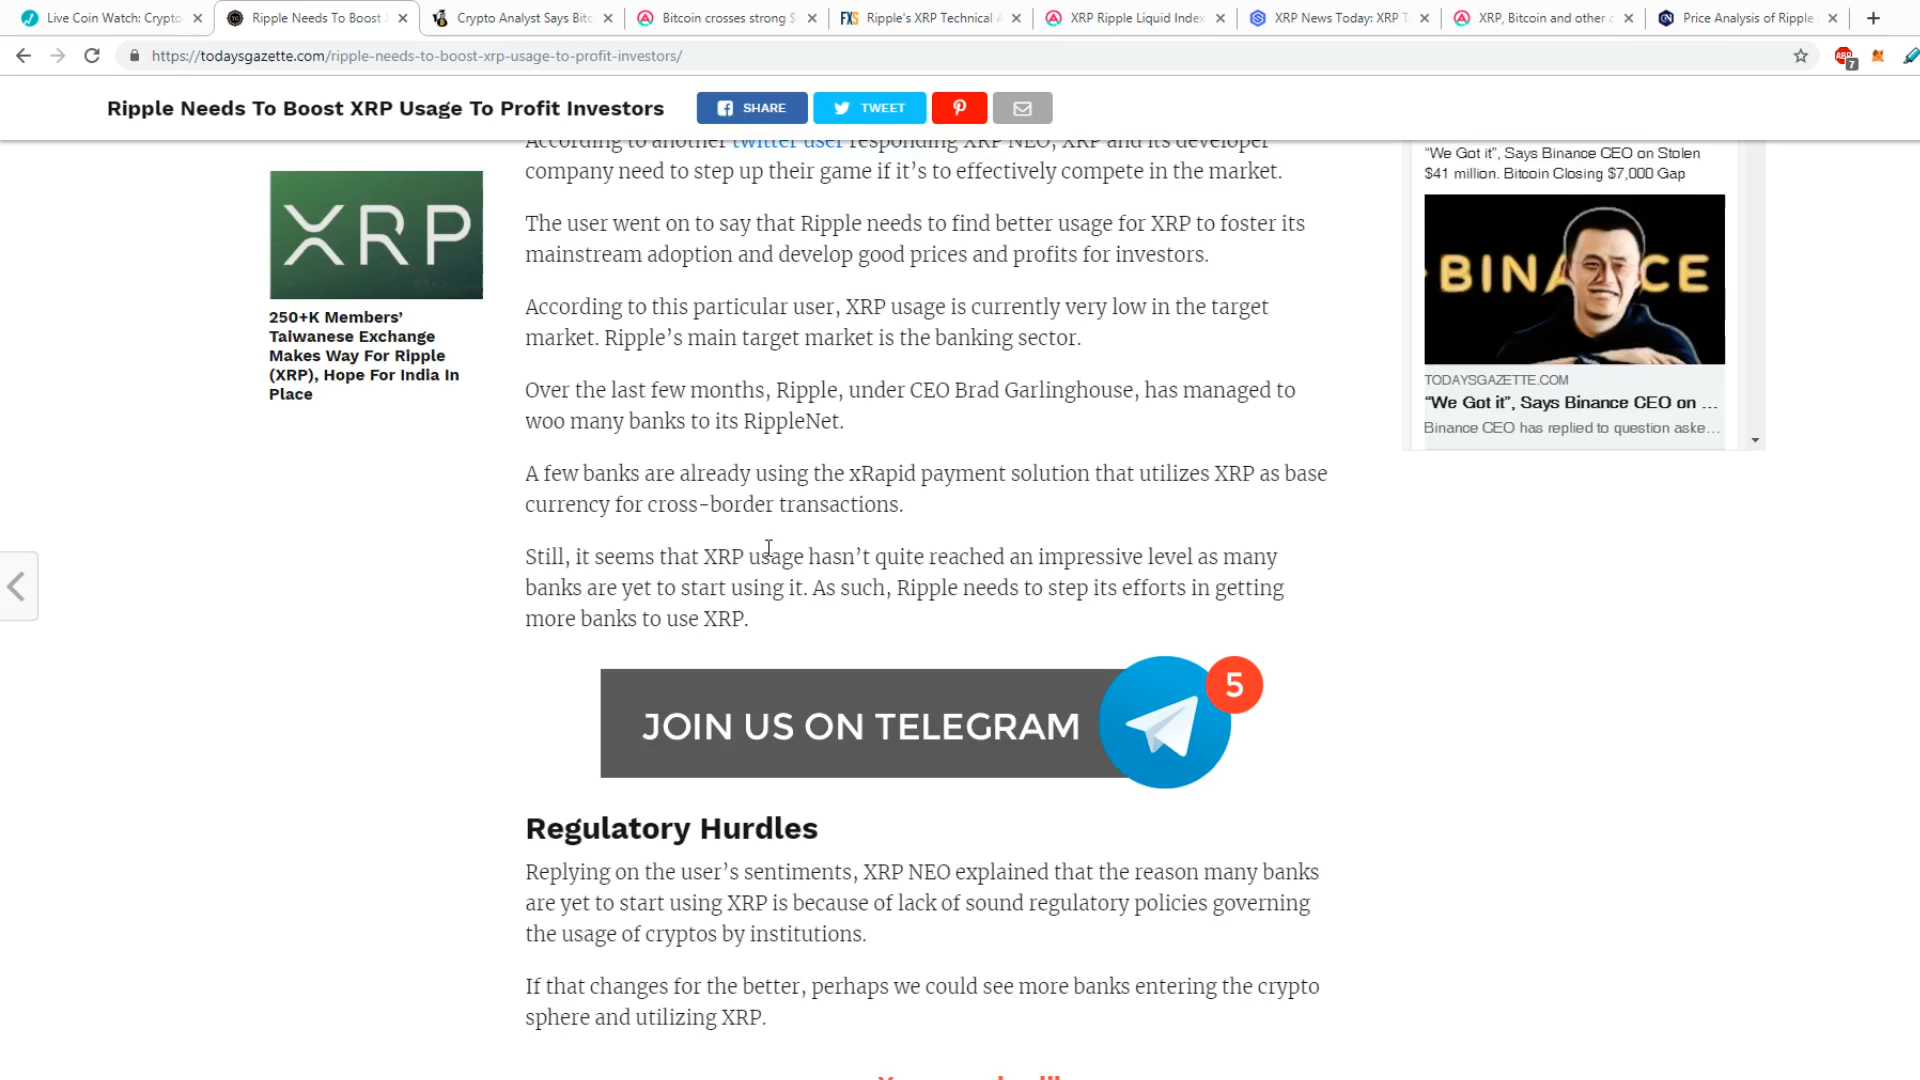 Live Coin Watch: Crypto
Ripple Needs To Boost
Crypto Analyst Says Bitc
Bitcoin crosses strong $
FXS Ripple's XRP Technical
XRP Ripple Liquid Index
XRP News Today: XRP T
XRP, Bitcoin and other
Price Analysis of Ripple
https://todaysgazette.com/ripple-needs-to-boost-xrp-usage-to-profit-investors/
ABP
7
Ripple Needs To Boost XRP Usage To Profit Investors
SHARE
TWEET
According to another twitter user responding XRP NEO, XRP and its developer
company need to step up their game if it’s to effectively compete in the market.
The user went on to say that Ripple needs to find better usage for XRP to foster its
mainstream adoption and develop good prices and profits for investors.
According to this particular user, XRP usage is currently very low in the target
market. Ripple’s main target market is the banking sector.
Over the last few months, Ripple, under CEO Brad Garlinghouse, has managed to
woo many banks to its RippleNet.
A few banks are already using the xRapid payment solution that utilizes XRP as base
currency for cross-border transactions.
Still, it seems that XRP usage hasn’t quite reached an impressive level as many
banks are yet to start using it. As such, Ripple needs to step its efforts in getting
more banks to use XRP.
JOIN US ON TELEGRAM
5
Regulatory Hurdles
Replying on the user’s sentiments, XRP NEO explained that the reason many banks
are yet to start using XRP is because of lack of sound regulatory policies governing
the usage of cryptos by institutions.
If that changes for the better, perhaps we could see more banks entering the crypto
sphere and utilizing XRP.
XRP
250+K Members’
Taiwanese Exchange
Makes Way For Ripple
(XRP), Hope For India In
Place
“We Got it”, Says Binance CEO on Stolen
$41 million. Bitcoin Closing $7,000 Gap
BINANCE
TODAYSGAZETTE.COM
“We Got it”, Says Binance CEO on ...
Binance CEO has replied to question aske...